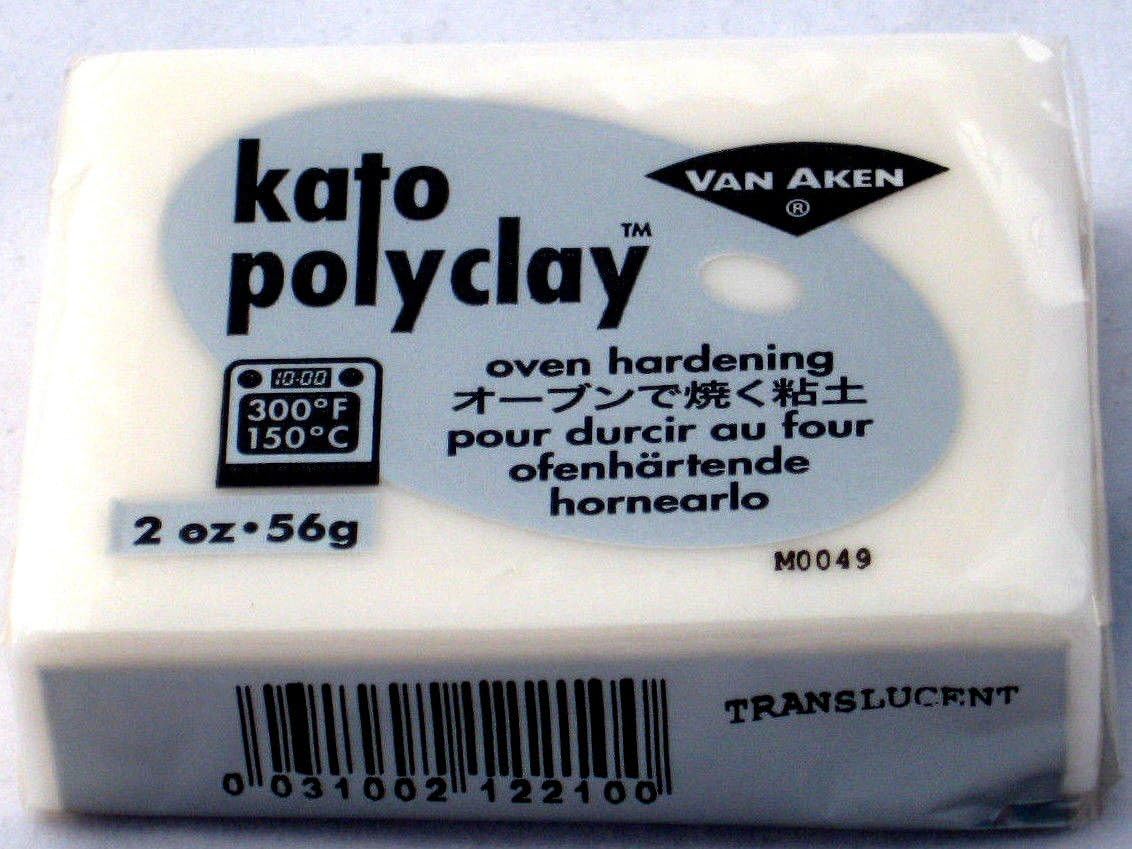 kato
polyclay™
VAN AKEN
®
oven hardening
オーブンで焼く粘土
pour durcir au four
ofenhärtende
hornearlo
10:00
300°F
150°C
2 oz•56g
M0049
TRANSLUCENT
0 031002 122100